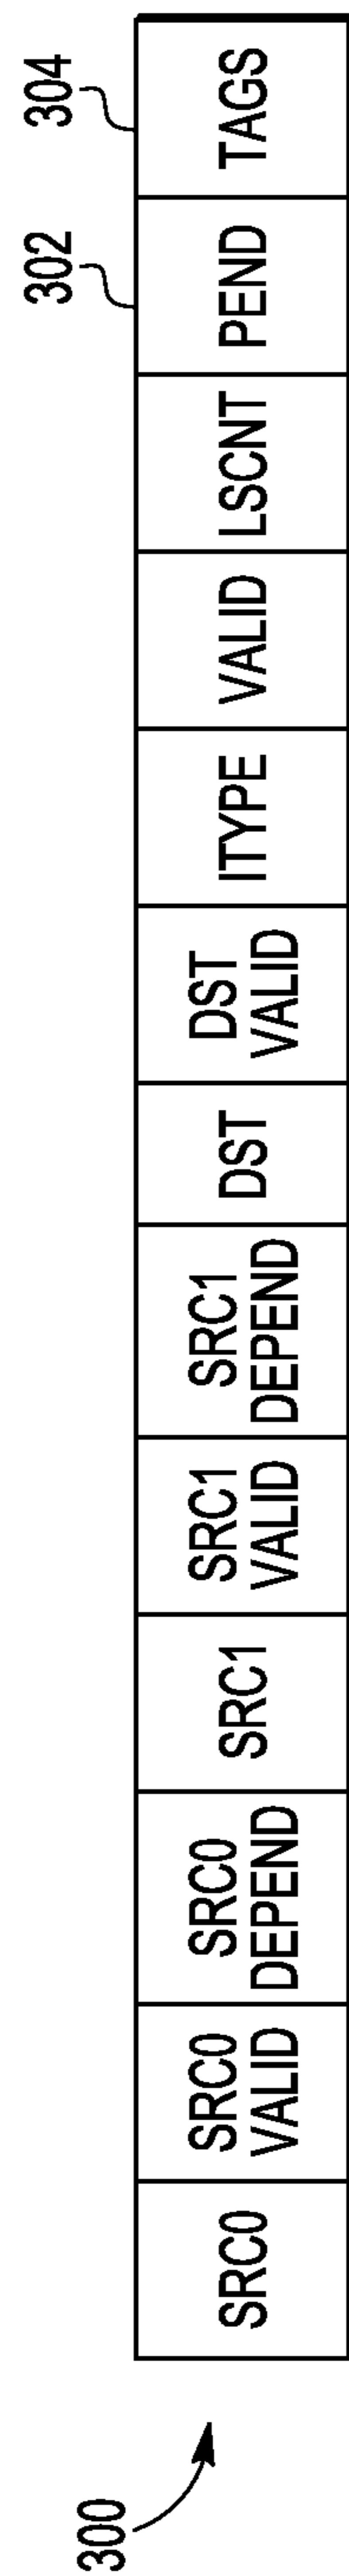 300
SRC0
SRC0
VALID
SRC0
DEPEND
SRC1
SRC1
VALID
SRC1
DEPEND
DST
DST
VALID
ITYPE
VALID
LSCNT
PEND
TAGS
302
304